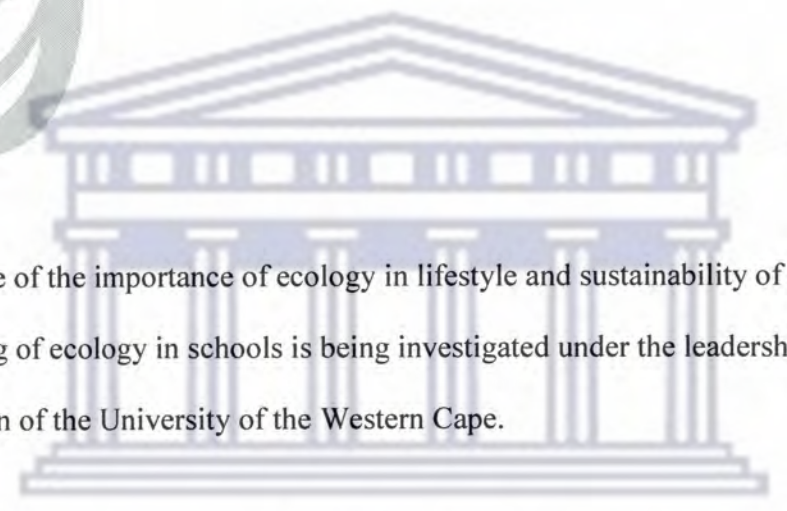 of the importance of ecology in lifestyle and sustainability of
of ecology in schools is being investigated under the
of the University of the Western Cape.